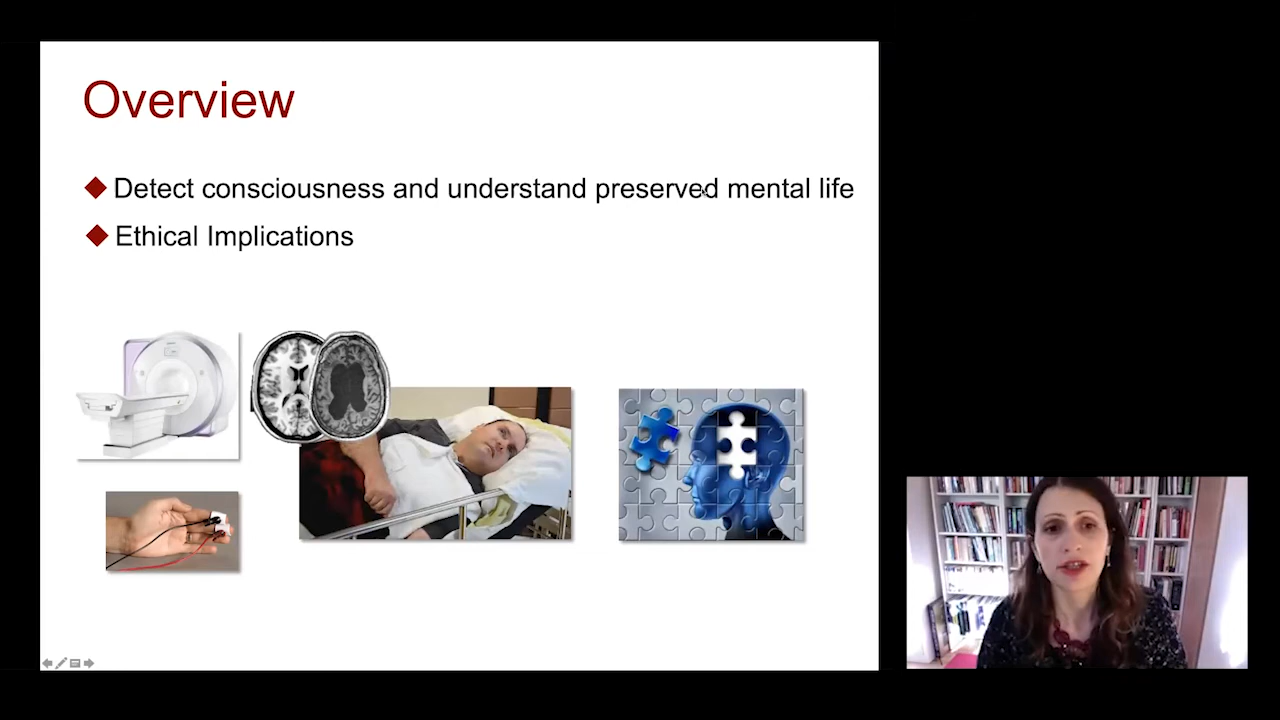 Overview
Detect consciousness and understand preserved mental life
Ethical Implications